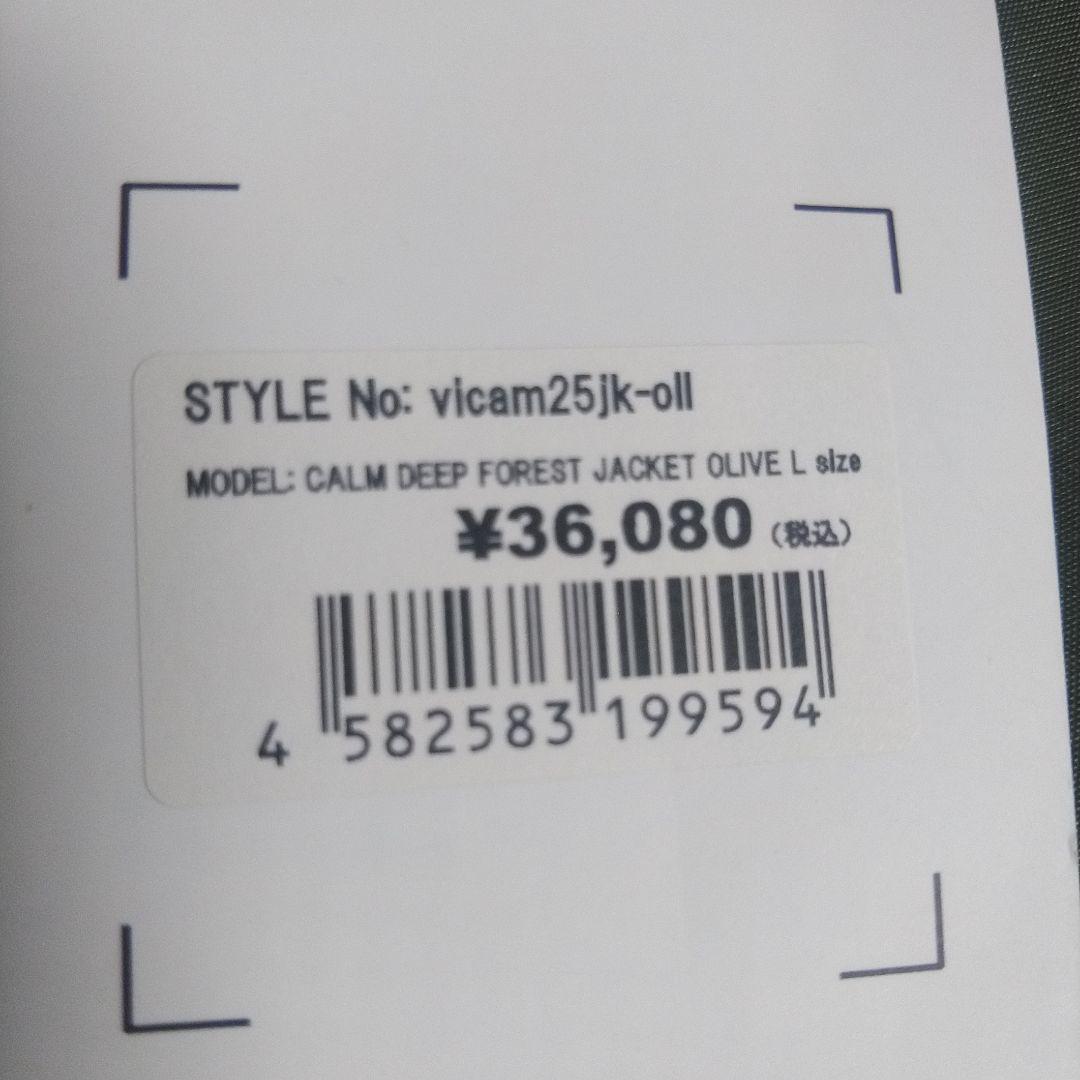 STYLE No: vicam25jk-oll
MODEL: CALM DEEP FOREST JACKET OLIVE L size
¥36,080 (税込)
4 582583 199594